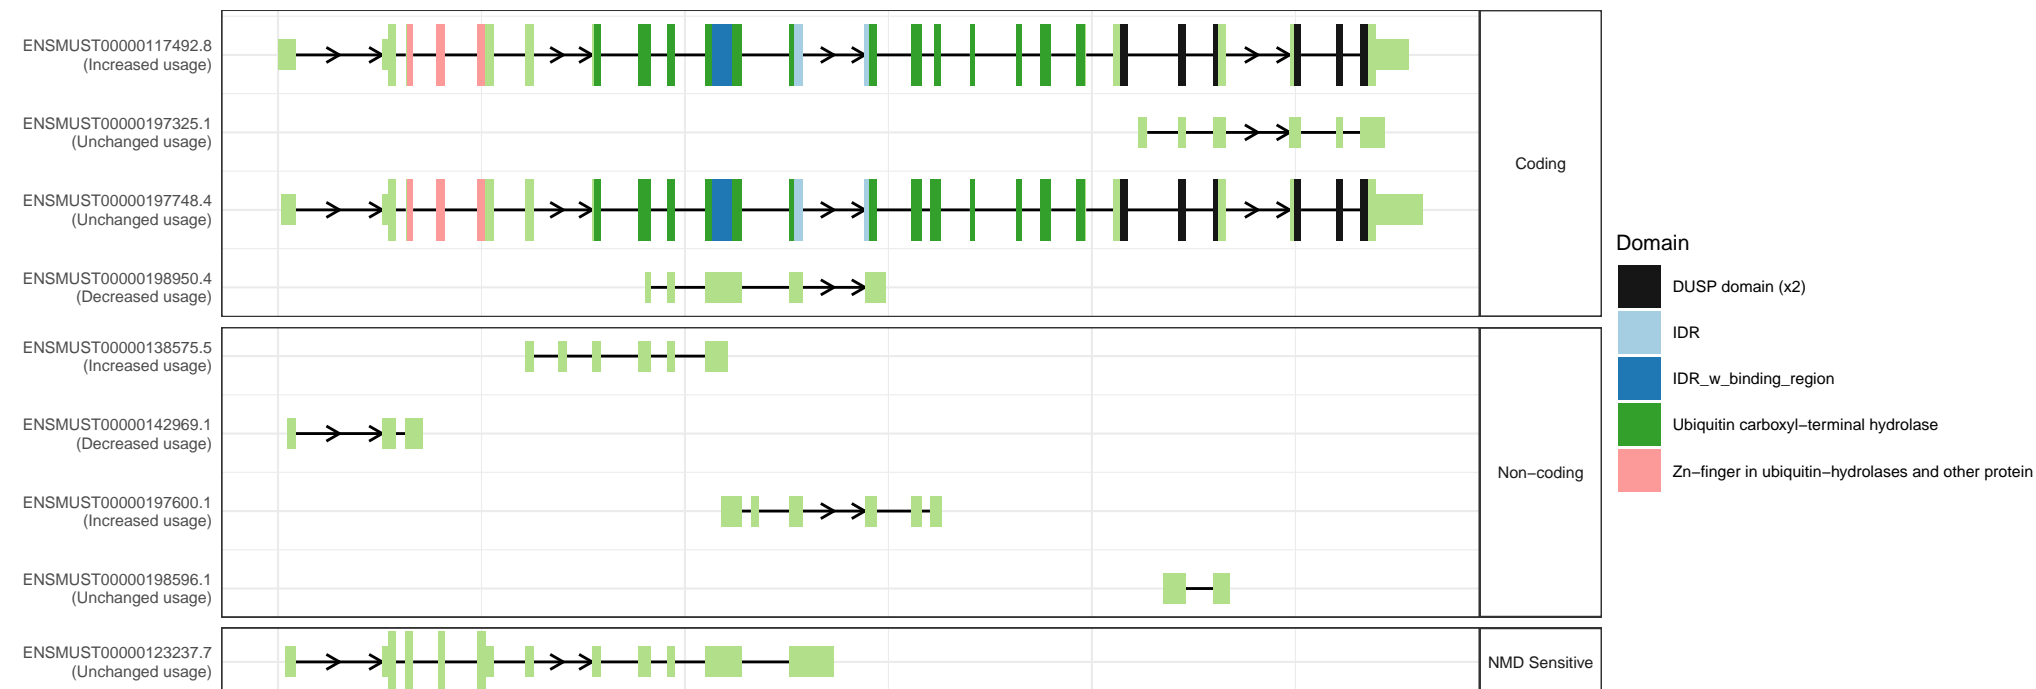 ENSMUST00000117492.8
(Increased usage)
ENSMUST00000197325.1
(Unchanged usage)
ENSMUST00000197748.4
(Unchanged usage)
ENSMUST00000198950.4
(Decreased usage)
Coding
ENSMUST00000138575.5
(Increased usage)
ENSMUST00000142969.1
(Decreased usage)
ENSMUST00000197600.1
(Increased usage)
ENSMUST00000198596.1
(Unchanged usage)
Non−coding
ENSMUST00000123237.7
(Unchanged usage)
NMD Sensitive
Domain
DUSP domain (x2)
IDR
IDR_w_binding_region
Ubiquitin carboxyl−terminal hydrolase
Zn−finger in ubiquitin−hydrolases and other protein